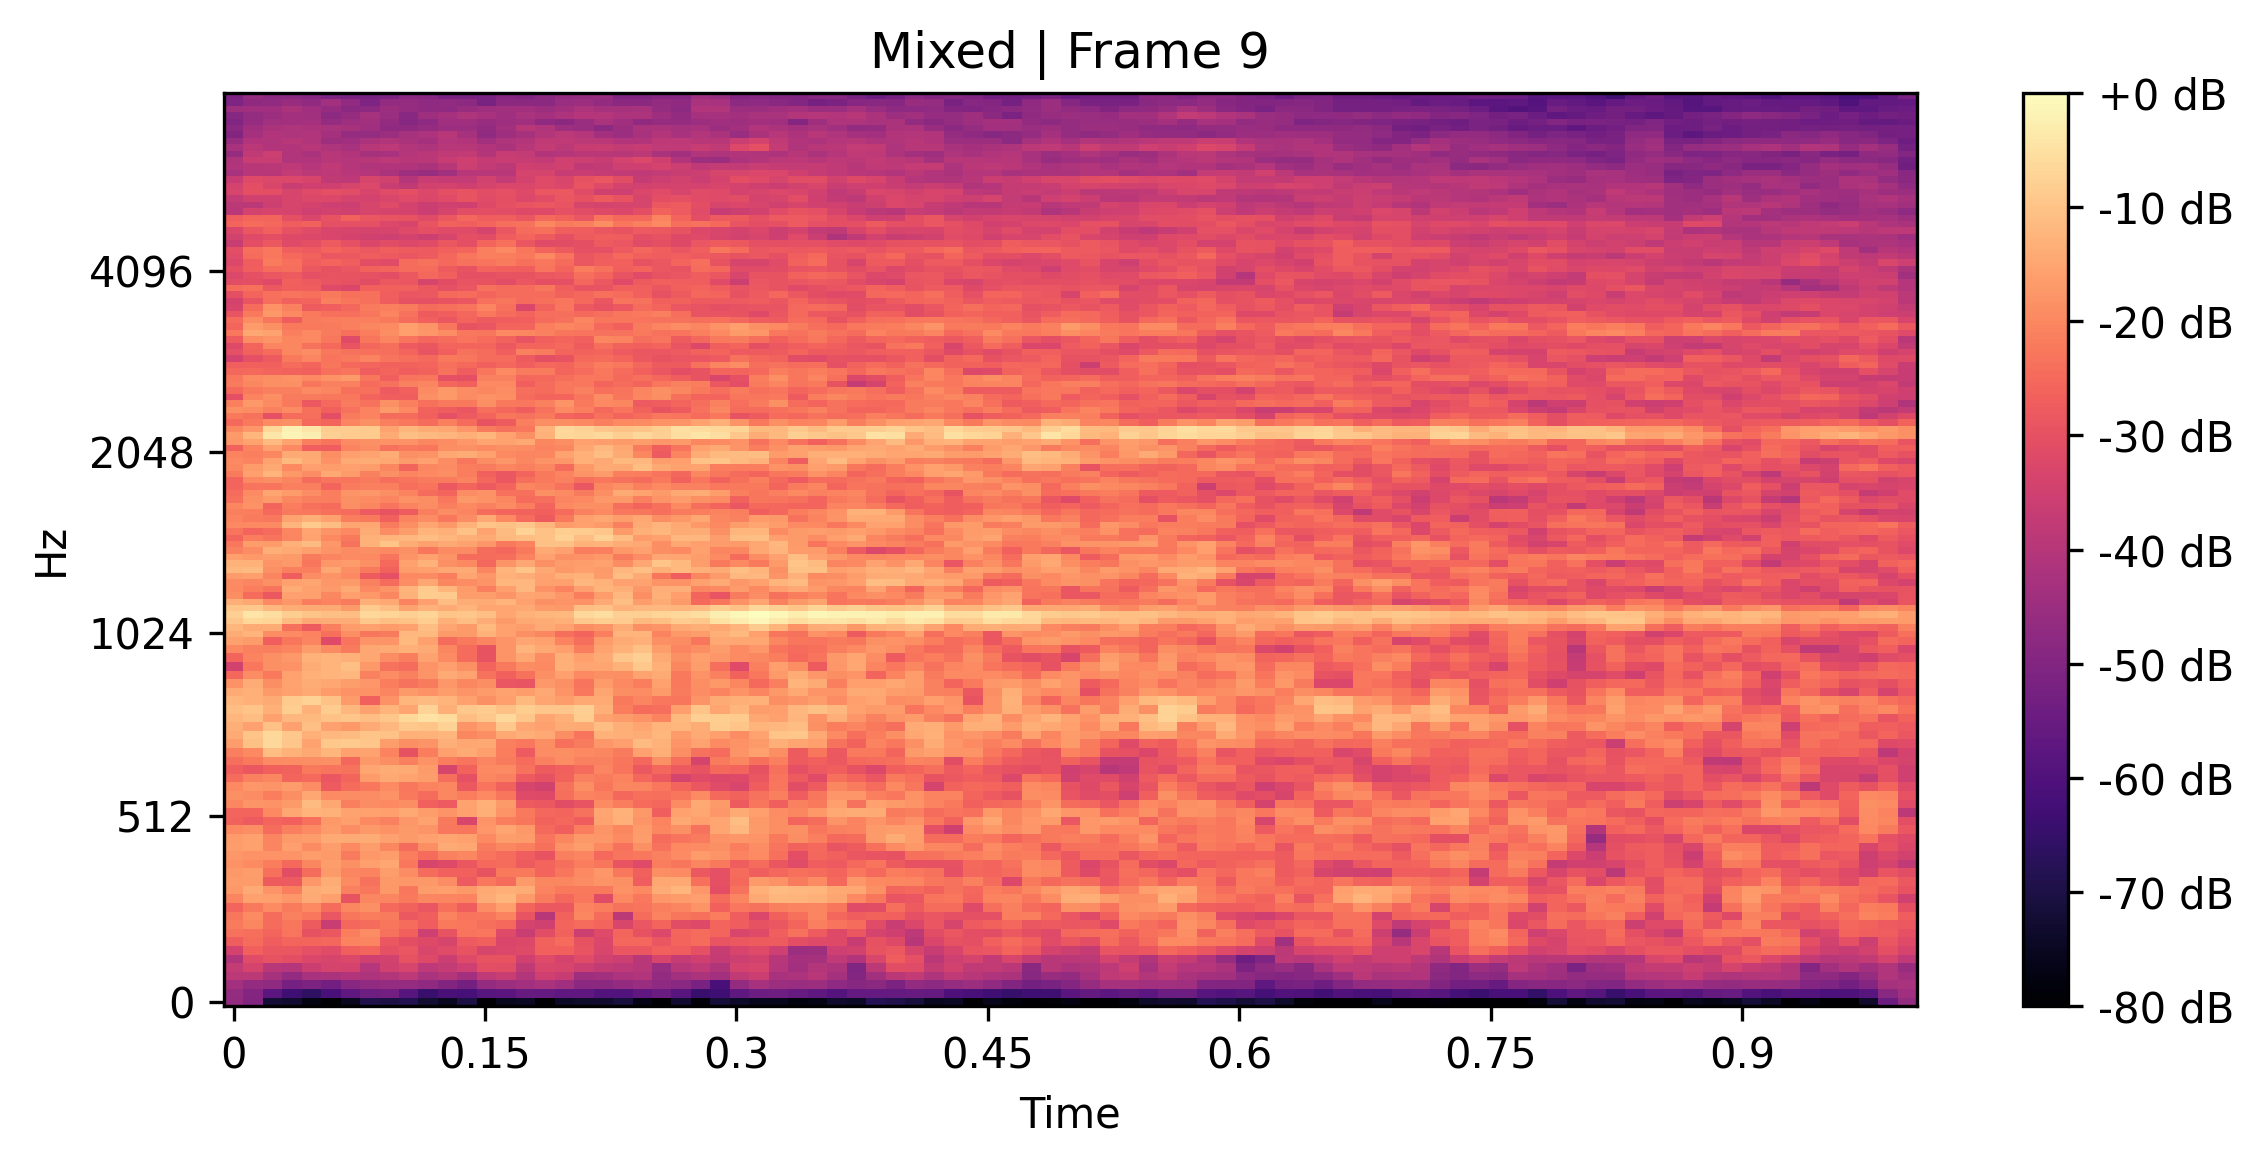 Mixed | Frame 9
+0 dB
-10 dB
-20 dB
-30 dB
-40 dB
-50 dB
-60 dB
-70 dB
-80 dB
4096
2048
1024
512
0
Hz
0 0.15 0.3 0.45 0.6 0.75 0.9
Time